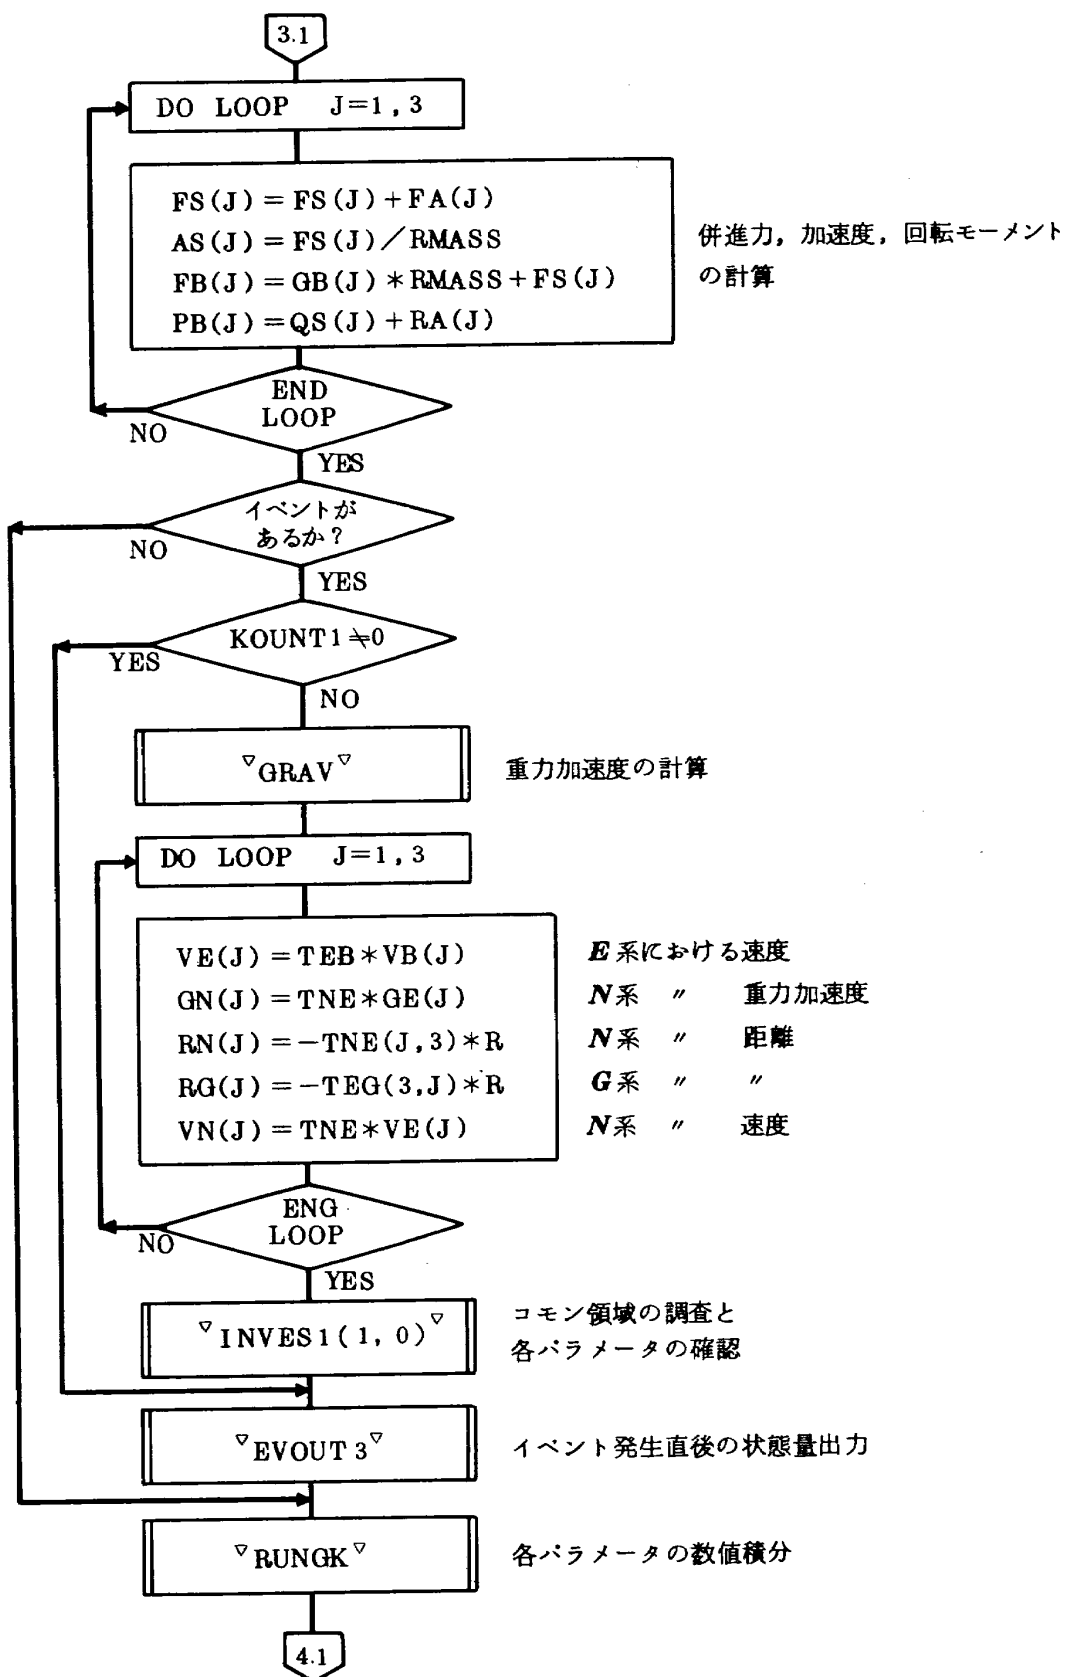 3.1
DO LOOP J=1,3
FS(J)=FS(J)+FA(J)
AS(J)=FS(J)／RMASS
FB(J)=GB(J)*RMASS+FS(J)
PB(J)=QS(J)+RA(J)
併進力，加速度，回転モーメント
の計算
END
LOOP
NO
YES
イベントが
あるか？
NO
YES
KOUNT1≠0
YES
NO
▽GRAV▽
重力加速度の計算
DO LOOP J=1,3
VE(J)=TEB*VB(J)
E系における速度
GN(J)=TNE*GE(J)
N系 〃 重力加速度
RN(J)=-TNE(J,3)*R
N系 〃 距離
RG(J)=-TEG(3,J)*R
G系 〃 〃
VN(J)=TNE*VE(J)
N系 〃 速度
ENG
LOOP
NO
YES
▽INVES1(1,0)▽
コモン領域の調査と
各パラメータの確認
▽EVOUT3▽
イベント発生直後の状態量出力
▽RUNGK▽
各パラメータの数値積分
4.1